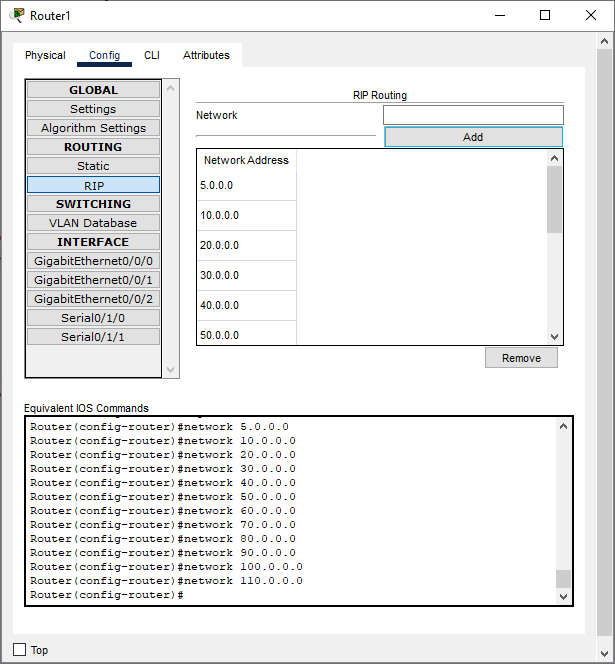 Router1
Physical Config CLI Attributes
GLOBAL
Settings
Algorithm Settings
ROUTING
Static
RIP
SWITCHING
VLAN Database
INTERFACE
GigabitEthernet0/0/0
GigabitEthernet0/0/1
GigabitEthernet0/0/2
Serial0/1/0
Serial0/1/1
RIP Routing
Network
Add
Network Address
5.0.0.0
10.0.0.0
20.0.0.0
30.0.0.0
40.0.0.0
50.0.0.0
Remove
Equivalent IOS Commands
Router(config-router)#network 5.0.0.0
Router(config-router)#network 10.0.0.0
Router(config-router)#network 20.0.0.0
Router(config-router)#network 30.0.0.0
Router(config-router)#network 40.0.0.0
Router(config-router)#network 50.0.0.0
Router(config-router)#network 60.0.0.0
Router(config-router)#network 70.0.0.0
Router(config-router)#network 80.0.0.0
Router(config-router)#network 90.0.0.0
Router(config-router)#network 100.0.0.0
Router(config-router)#network 110.0.0.0
Router(config-router)#
Top